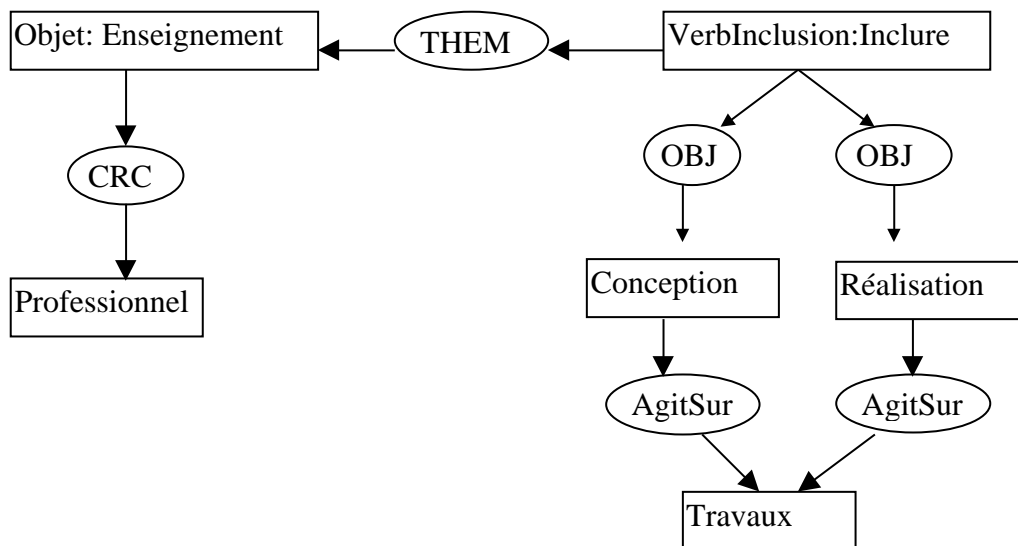 Objet: Enseignement
THEM
VerbInclusion:Inclure
OBJ
OBJ
CRC
Professionnel
Conception
Réalisation
AgitSur
AgitSur
Travaux